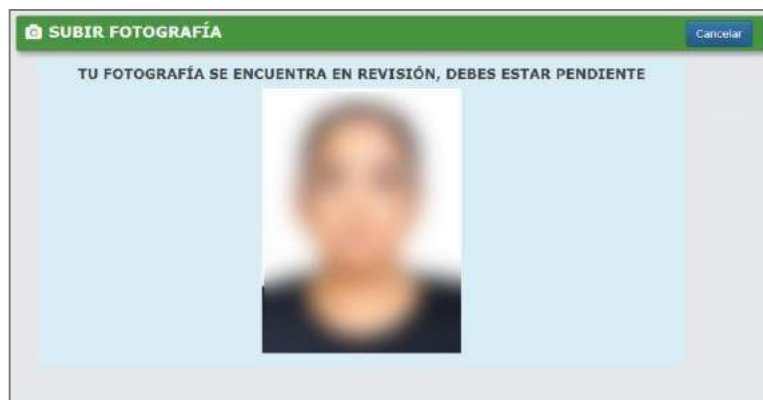 SUBIR FOTOGRAFÍA
Cancelar
TU FOTOGRAFÍA SE ENCUENTRA EN REVISIÓN, DEBES ESTAR PENDIENTE